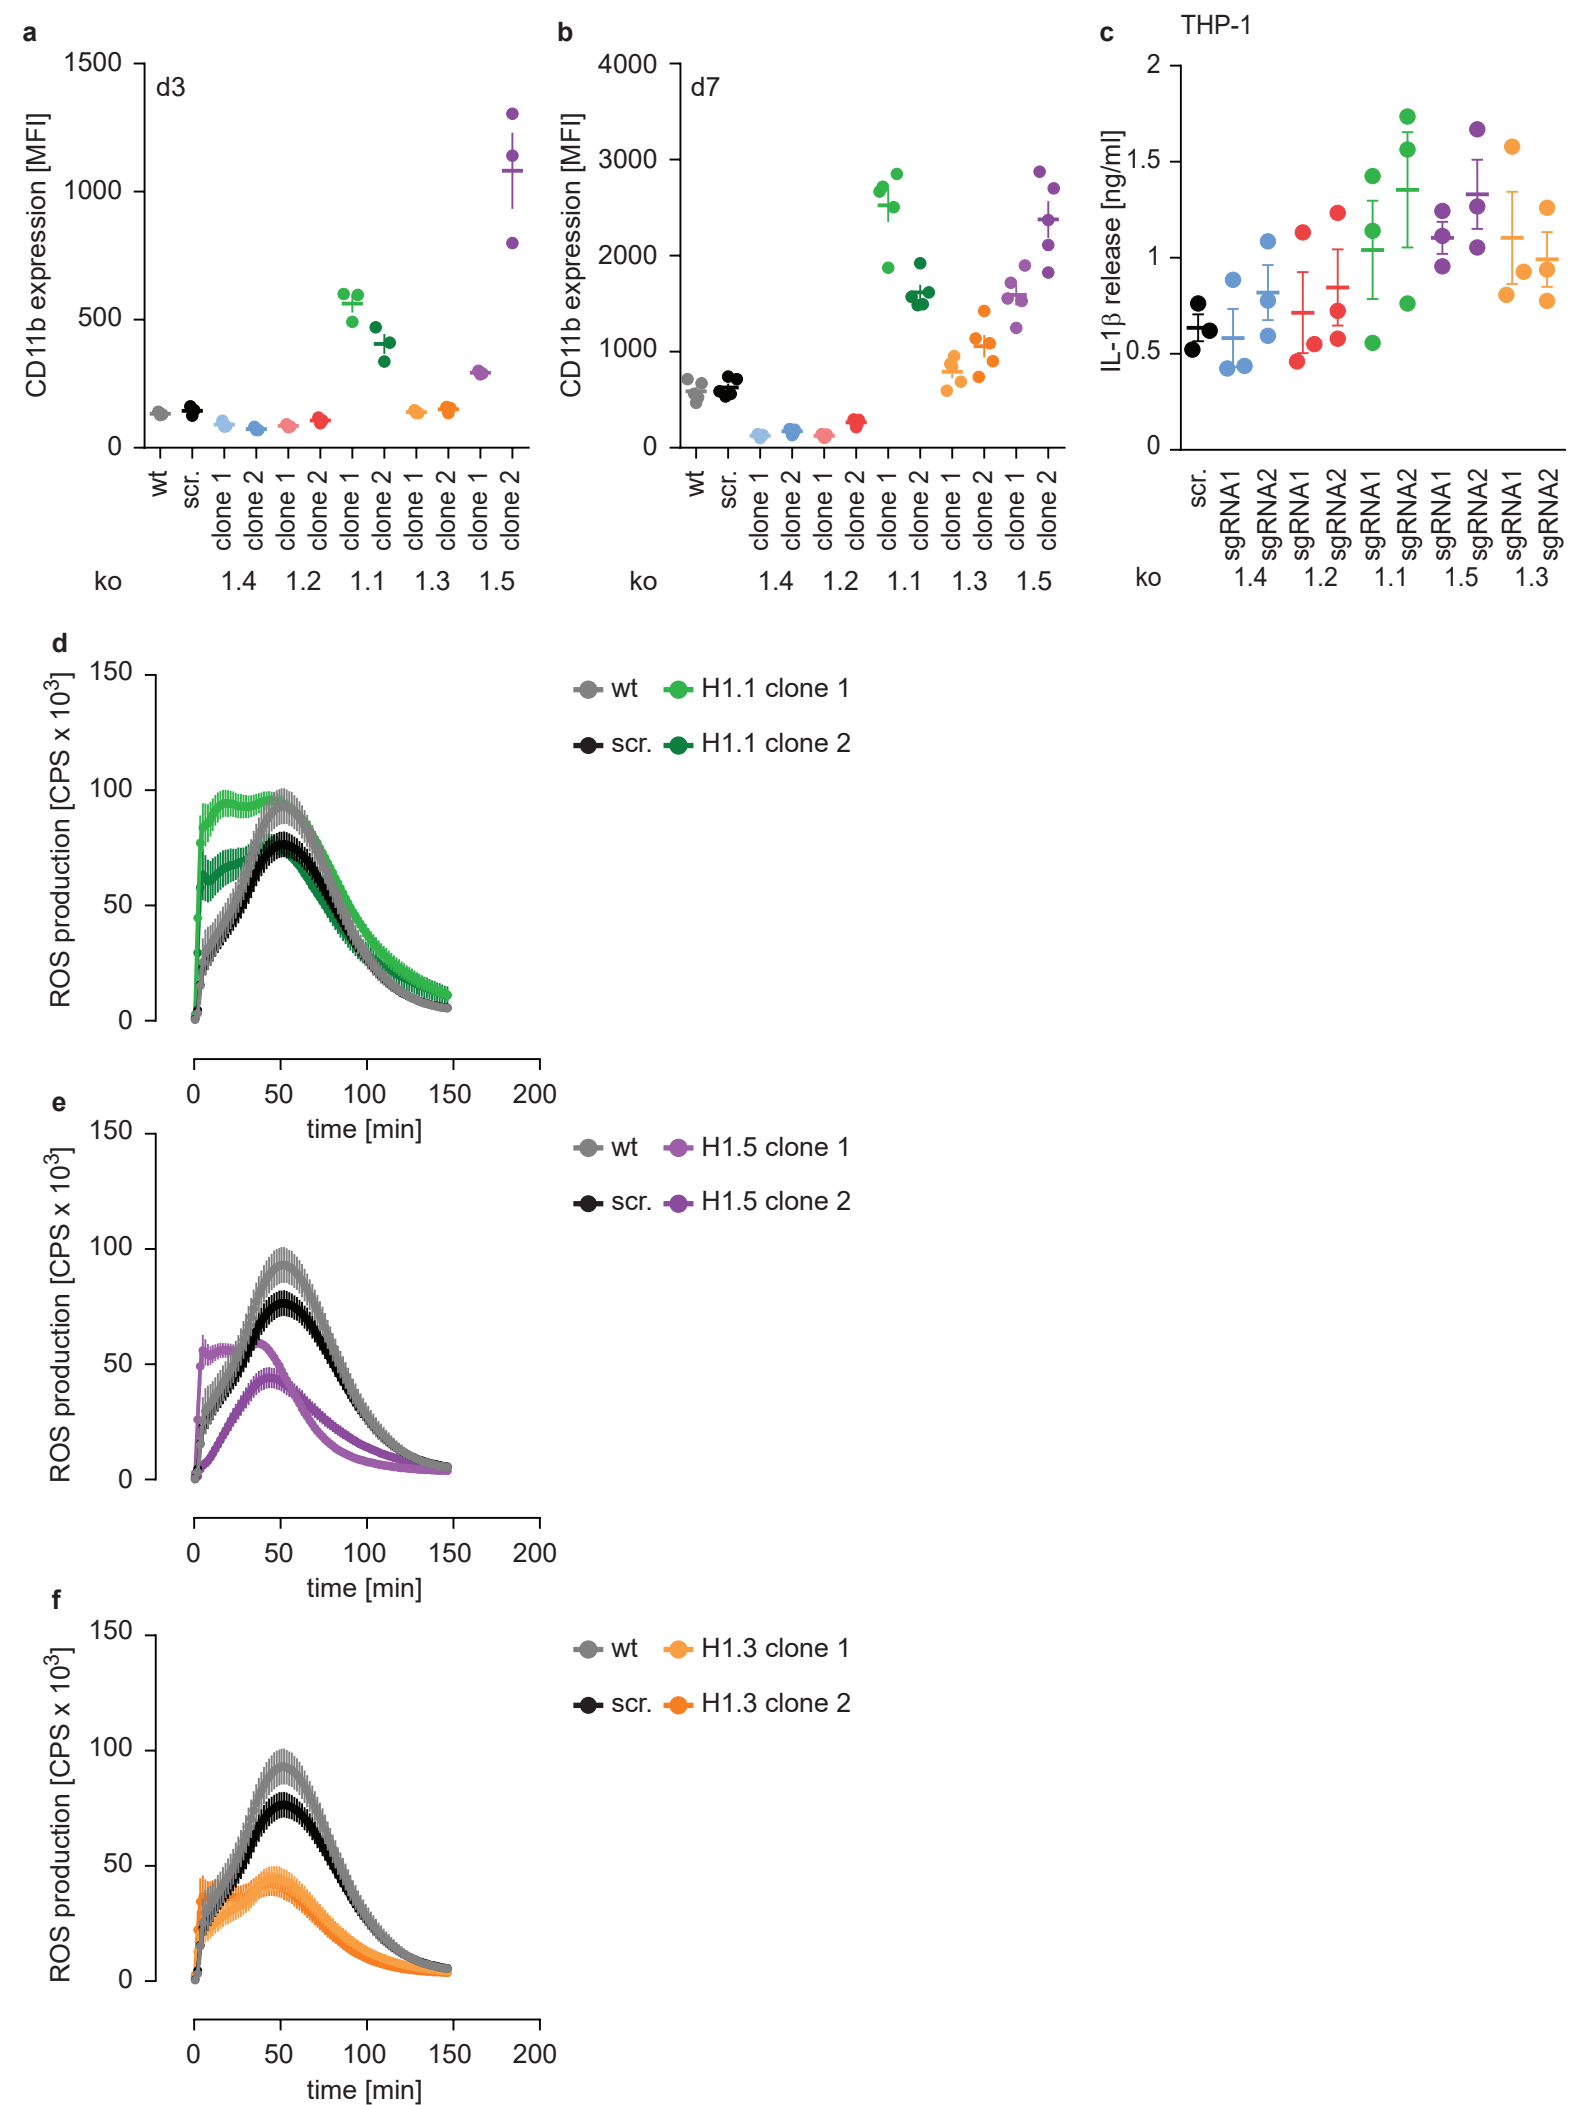 a
CD11b expression [MFI]
d3
1500
1000
500
0
wt
scr.
clone 1
clone 2
clone 1
clone 2
clone 1
clone 2
clone 1
clone 2
clone 1
clone 2
ko
1.4
1.2
1.1
1.3
1.5
b
CD11b expression [MFI]
d7
4000
3000
2000
1000
0
wt
scr.
clone 1
clone 2
clone 1
clone 2
clone 1
clone 2
clone 1
clone 2
clone 1
clone 2
ko
1.4
1.2
1.1
1.3
1.5
c
THP-1
IL-1β release [ng/ml]
2
1.5
1
0.5
0
scr.
sgRNA1
sgRNA2
sgRNA1
sgRNA2
sgRNA1
sgRNA2
sgRNA1
sgRNA2
sgRNA1
sgRNA2
ko
1.4
1.2
1.1
1.5
1.3
d
ROS production [CPS x 10³]
150
100
50
0
0 50 100 150 200
time [min]
wt
H1.1 clone 1
scr.
H1.1 clone 2
e
ROS production [CPS x 10³]
150
100
50
0
0 50 100 150 200
time [min]
wt
H1.5 clone 1
scr.
H1.5 clone 2
f
ROS production [CPS x 10³]
150
100
50
0
0 50 100 150 200
time [min]
wt
H1.3 clone 1
scr.
H1.3 clone 2